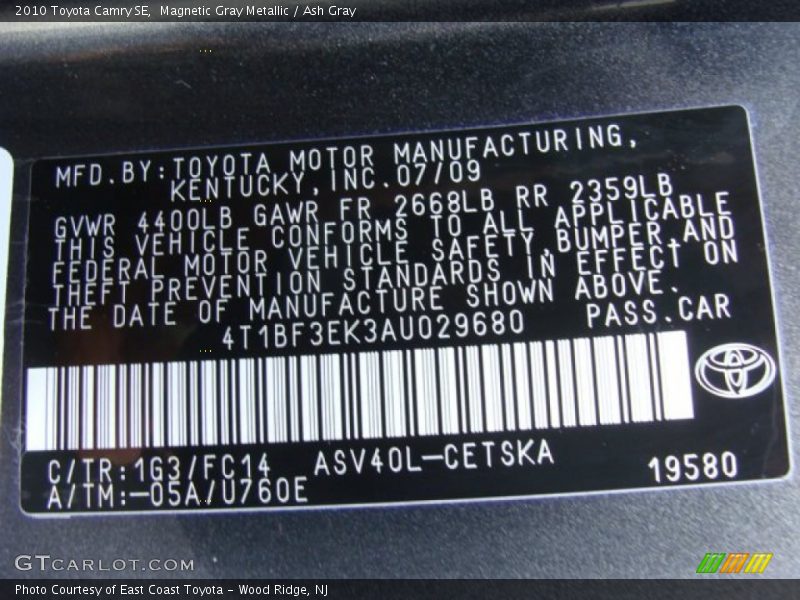 2010 Toyota Camry SE, Magnetic Gray Metallic / Ash Gray
MFD.BY:TOYOTA MOTOR MANUFACTURING,
KENTUCKY,INC.07/09
GVWR 4400LB GAWR FR 2668LB RR 2359LB
THIS VEHICLE CONFORMS TO ALL APPLICABLE
FEDERAL MOTOR VEHICLE SAFETY,BUMPER,AND
THEFT PREVENTION STANDARDS IN EFFECT ON
THE DATE OF MANUFACTURE SHOWN ABOVE.
4T1BF3EK3AU029680 PASS.CAR
C/TR:1G3/FC14 ASV40L-CETSKA
A/TM:-05A/U760E 19580
GTCARLOT.COM
Photo Courtesy of East Coast Toyota - Wood Ridge, NJ